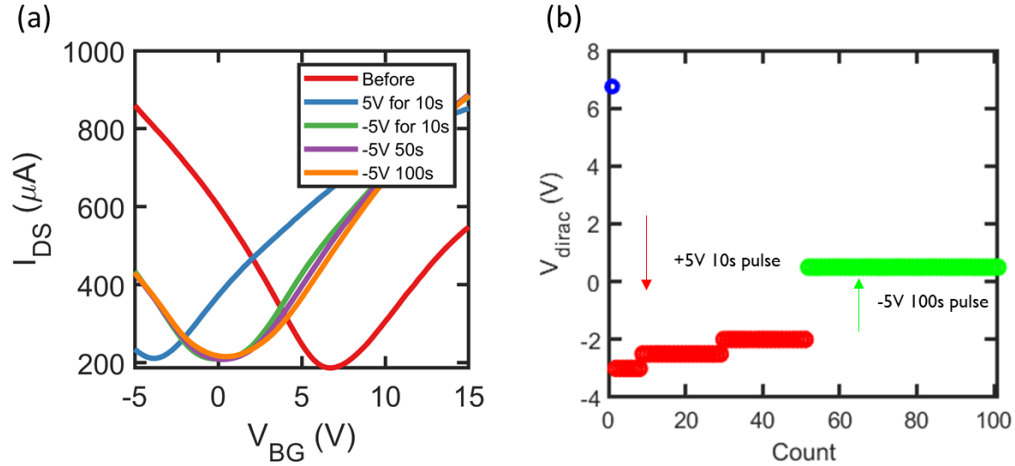 (a)
1000
800
600
400
200
I_DS (μA)
-5
0
5
10
15
V_BG (V)
Before
5V for 10s
-5V for 10s
-5V 50s
-5V 100s
(b)
8
6
4
2
0
-2
-4
V_dirac (V)
+5V 10s pulse
-5V 100s pulse
0
20
40
60
80
100
Count